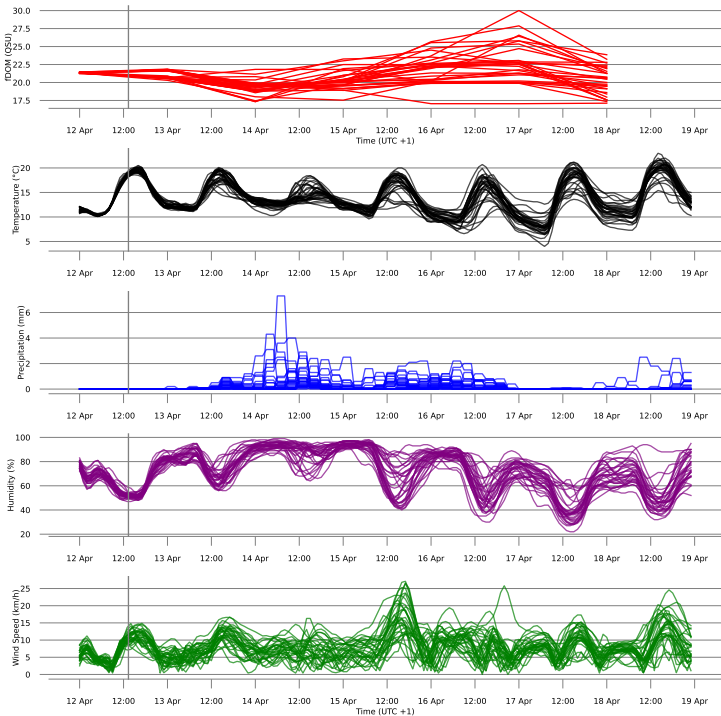 30.0
27.5
25.0
22.5
20.0
17.5
fDOM (QSU)
12 Apr 12:00 13 Apr 12:00 14 Apr 12:00 15 Apr 12:00 16 Apr 12:00 17 Apr 12:00 18 Apr 12:00 19 Apr
Time (UTC +1)
20
15
10
5
Temperature (°C)
12 Apr 12:00 13 Apr 12:00 14 Apr 12:00 15 Apr 12:00 16 Apr 12:00 17 Apr 12:00 18 Apr 12:00 19 Apr
6
4
2
0
Precipitation (mm)
12 Apr 12:00 13 Apr 12:00 14 Apr 12:00 15 Apr 12:00 16 Apr 12:00 17 Apr 12:00 18 Apr 12:00 19 Apr
100
80
60
40
20
Humidity (%)
12 Apr 12:00 13 Apr 12:00 14 Apr 12:00 15 Apr 12:00 16 Apr 12:00 17 Apr 12:00 18 Apr 12:00 19 Apr
25
20
15
10
5
0
Wind Speed (km/h)
12 Apr 12:00 13 Apr 12:00 14 Apr 12:00 15 Apr 12:00 16 Apr 12:00 17 Apr 12:00 18 Apr 12:00 19 Apr
Time (UTC +1)